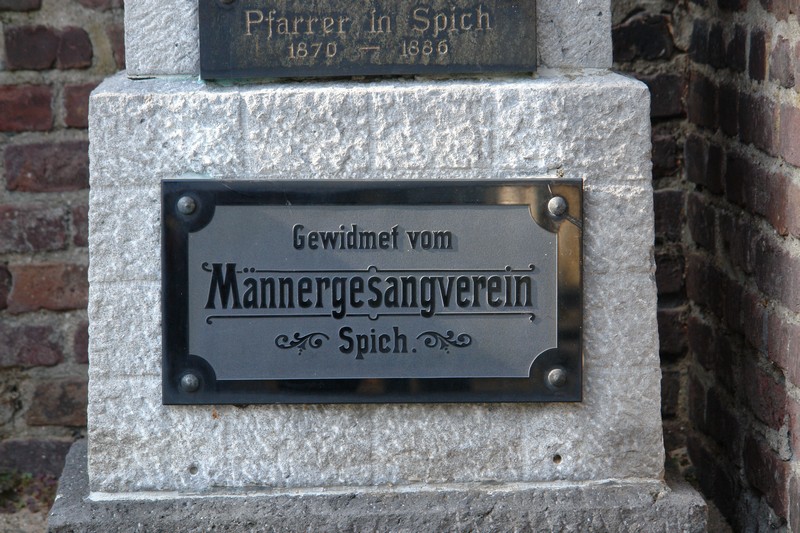 Pfarrer in Spich
1870 — 1886
Gewidmet vom
Männergesangverein
Spich.